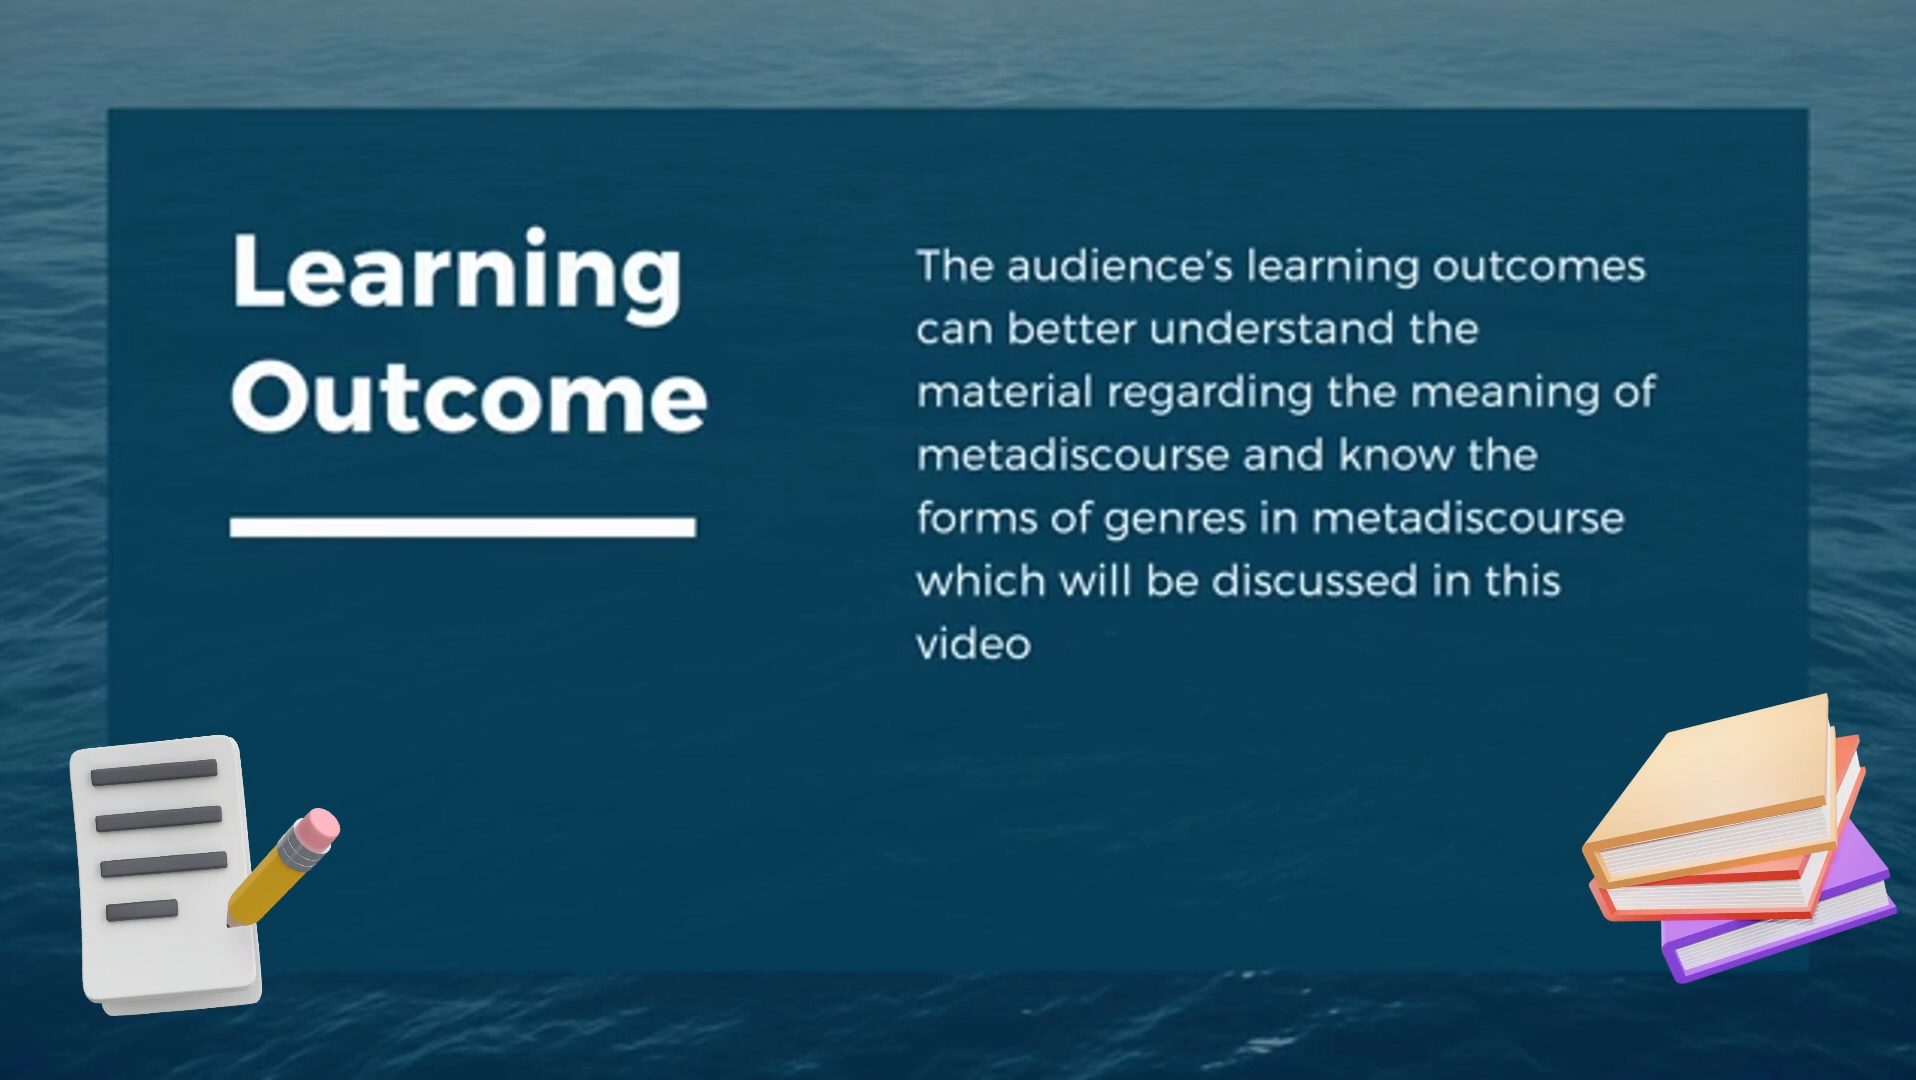 Learning
Outcome
The audience's learning outcomes
can better understand the
material regarding the meaning of
metadiscourse and know the
forms of genres in metadiscourse
which will be discussed in this
video